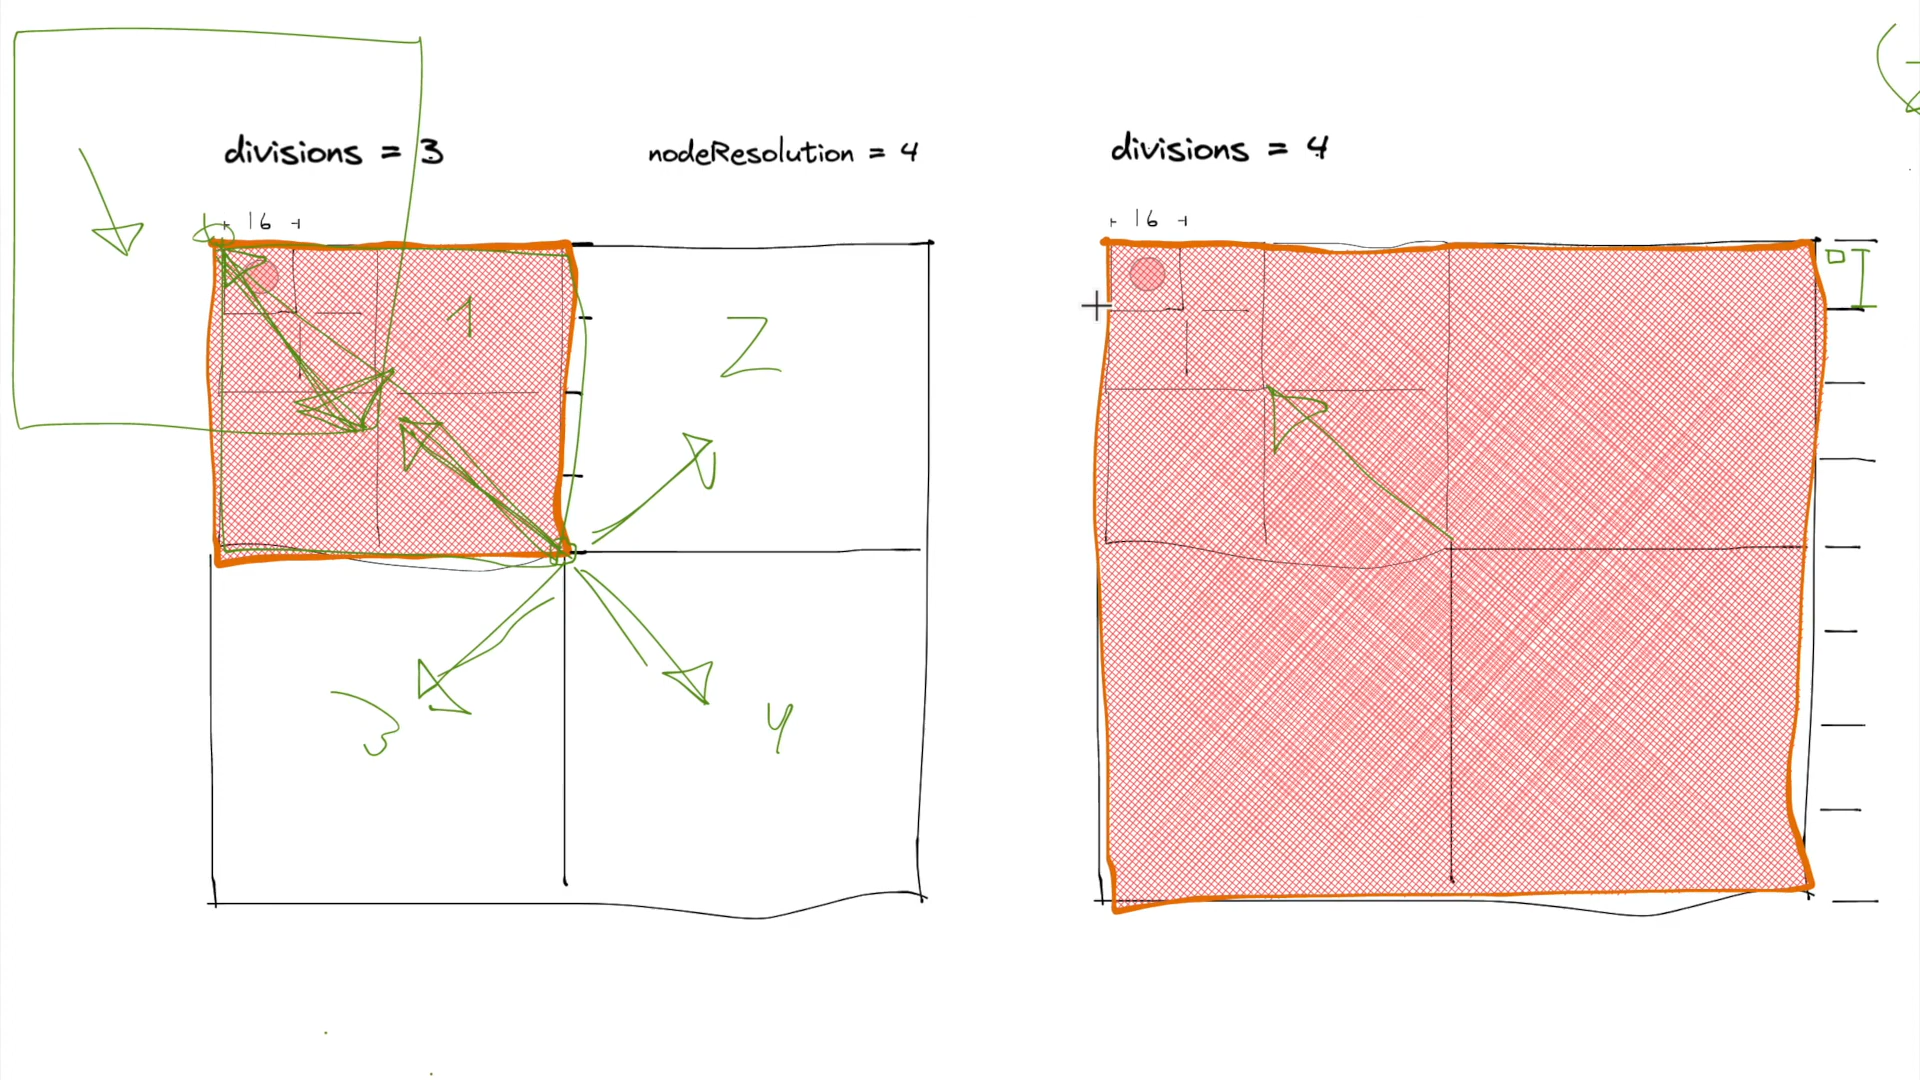 divisions = 3
nodeResolution = 4
divisions = 4
16
16
1
2
3
4